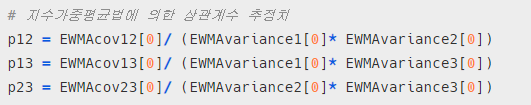 # 지수가중평균법에 의한 상관계수 추정치
p12 = EWMAcov12[0]/ (EWMAvariance1[0]* EWMAvariance2[0])
p13 = EWMAcov13[0]/ (EWMAvariance1[0]* EWMAvariance3[0])
p23 = EWMAcov23[0]/ (EWMAvariance2[0]* EWMAvariance3[0])